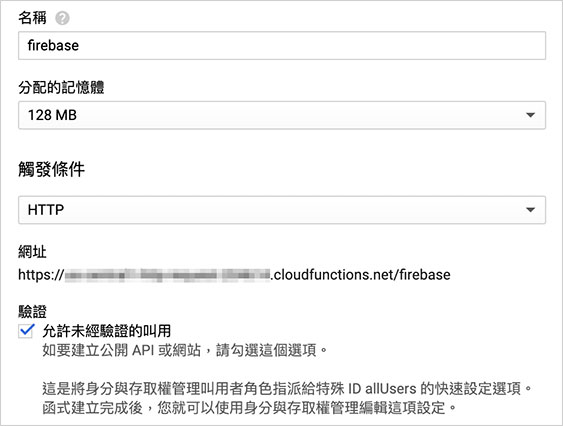 名稱
firebase
分配的記憶體
128 MB
觸發條件
HTTP
網址
https:// .cloudfunctions.net/firebase
驗證
允許未經驗證的叫用
如要建立公開 API 或網站，請勾選這個選項。
這是將身分與存取權管理叫用者角色指派給特殊 ID allUsers 的快速設定選項。
函式建立完成後，您就可以使用身分與存取權管理編輯這項設定。